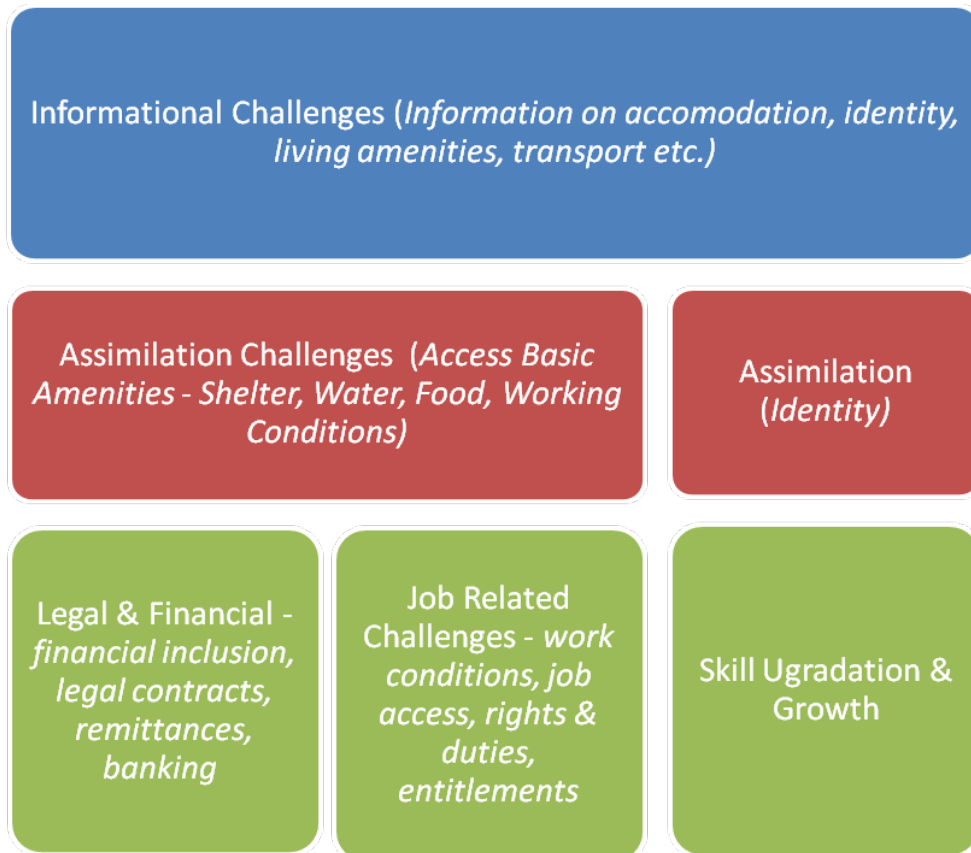 Informational Challenges (Information on accomodation, identity,
living amenities, transport etc.)
Assimilation Challenges (Access Basic
Amenities - Shelter, Water, Food, Working
Conditions)
Assimilation
(Identity)
Legal & Financial -
financial inclusion,
legal contracts,
remittances,
banking
Job Related
Challenges - work
conditions, job
access, rights &
duties,
entitlements
Skill Ugradation &
Growth